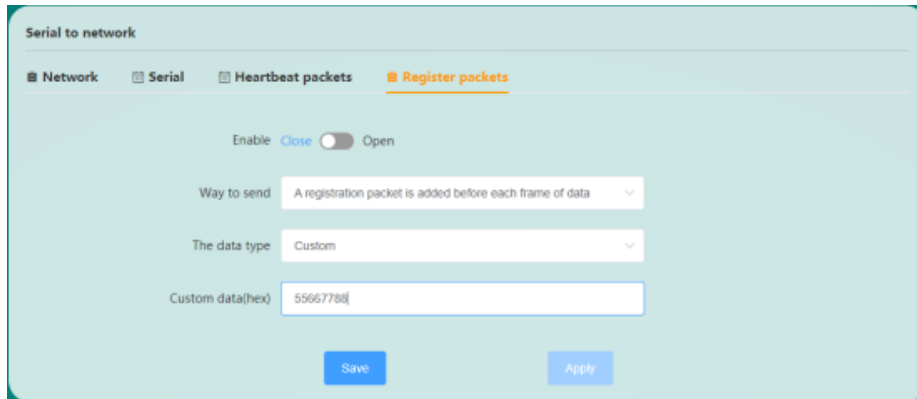 Serial to network
Network Serial Heartbeat packets Register packets
Enable Close Open
Way to send A registration packet is added before each frame of data
The data type Custom
Custom data(hex) 55667788
Save Apply